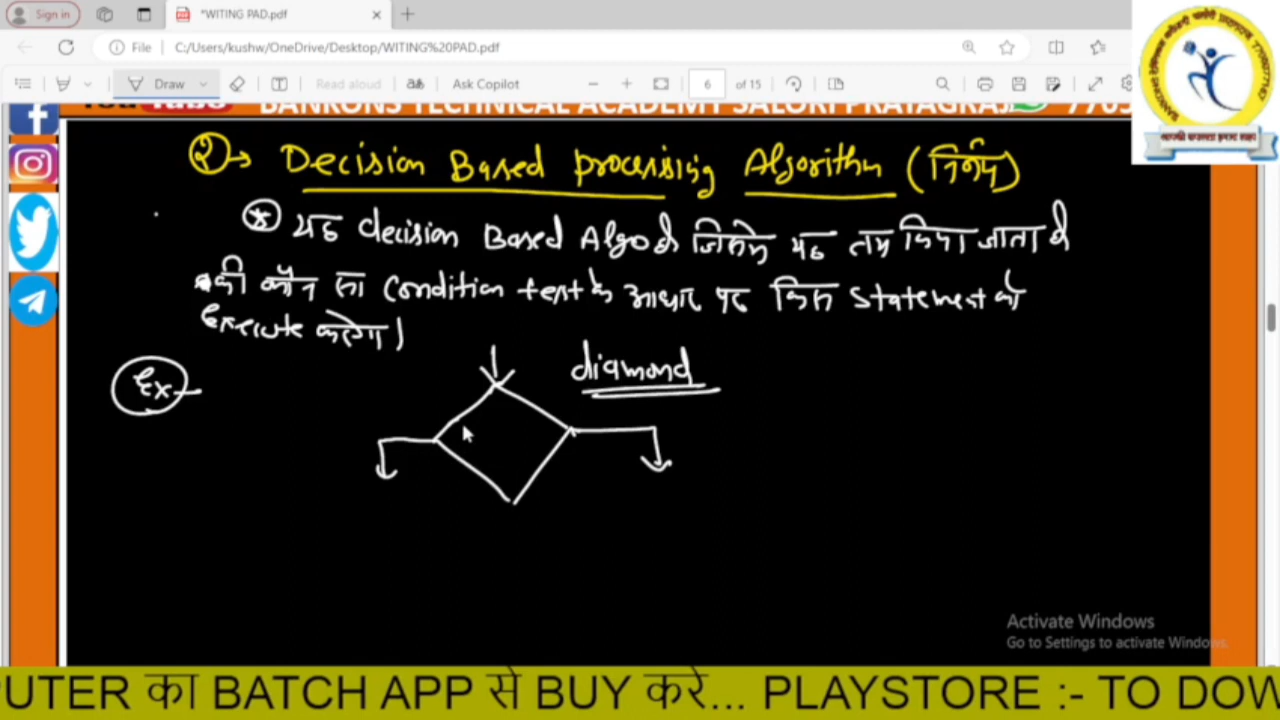 Sign in
*WITING PAD.pdf
File C:/Users/kushw/OneDrive/Desktop/WITING%20PAD.pdf
Draw Read aloud Ask Copilot 6 of 15
BANKONS TECHNICAL ACADEMY SALORI PRAYAGRAJ
२→ Decision Based processing Algorithm (निर्णय)
* यह decision Based Algo है जिसमे यह तय किया जाता है
की कौन सा condition test के आधार पर किस statement को
Execute करेगा।
Ex- diamond
Activate Windows
Go to Settings to activate Windows.
PUTER का BATCH APP से BUY करे... PLAYSTORE :- TO DOW